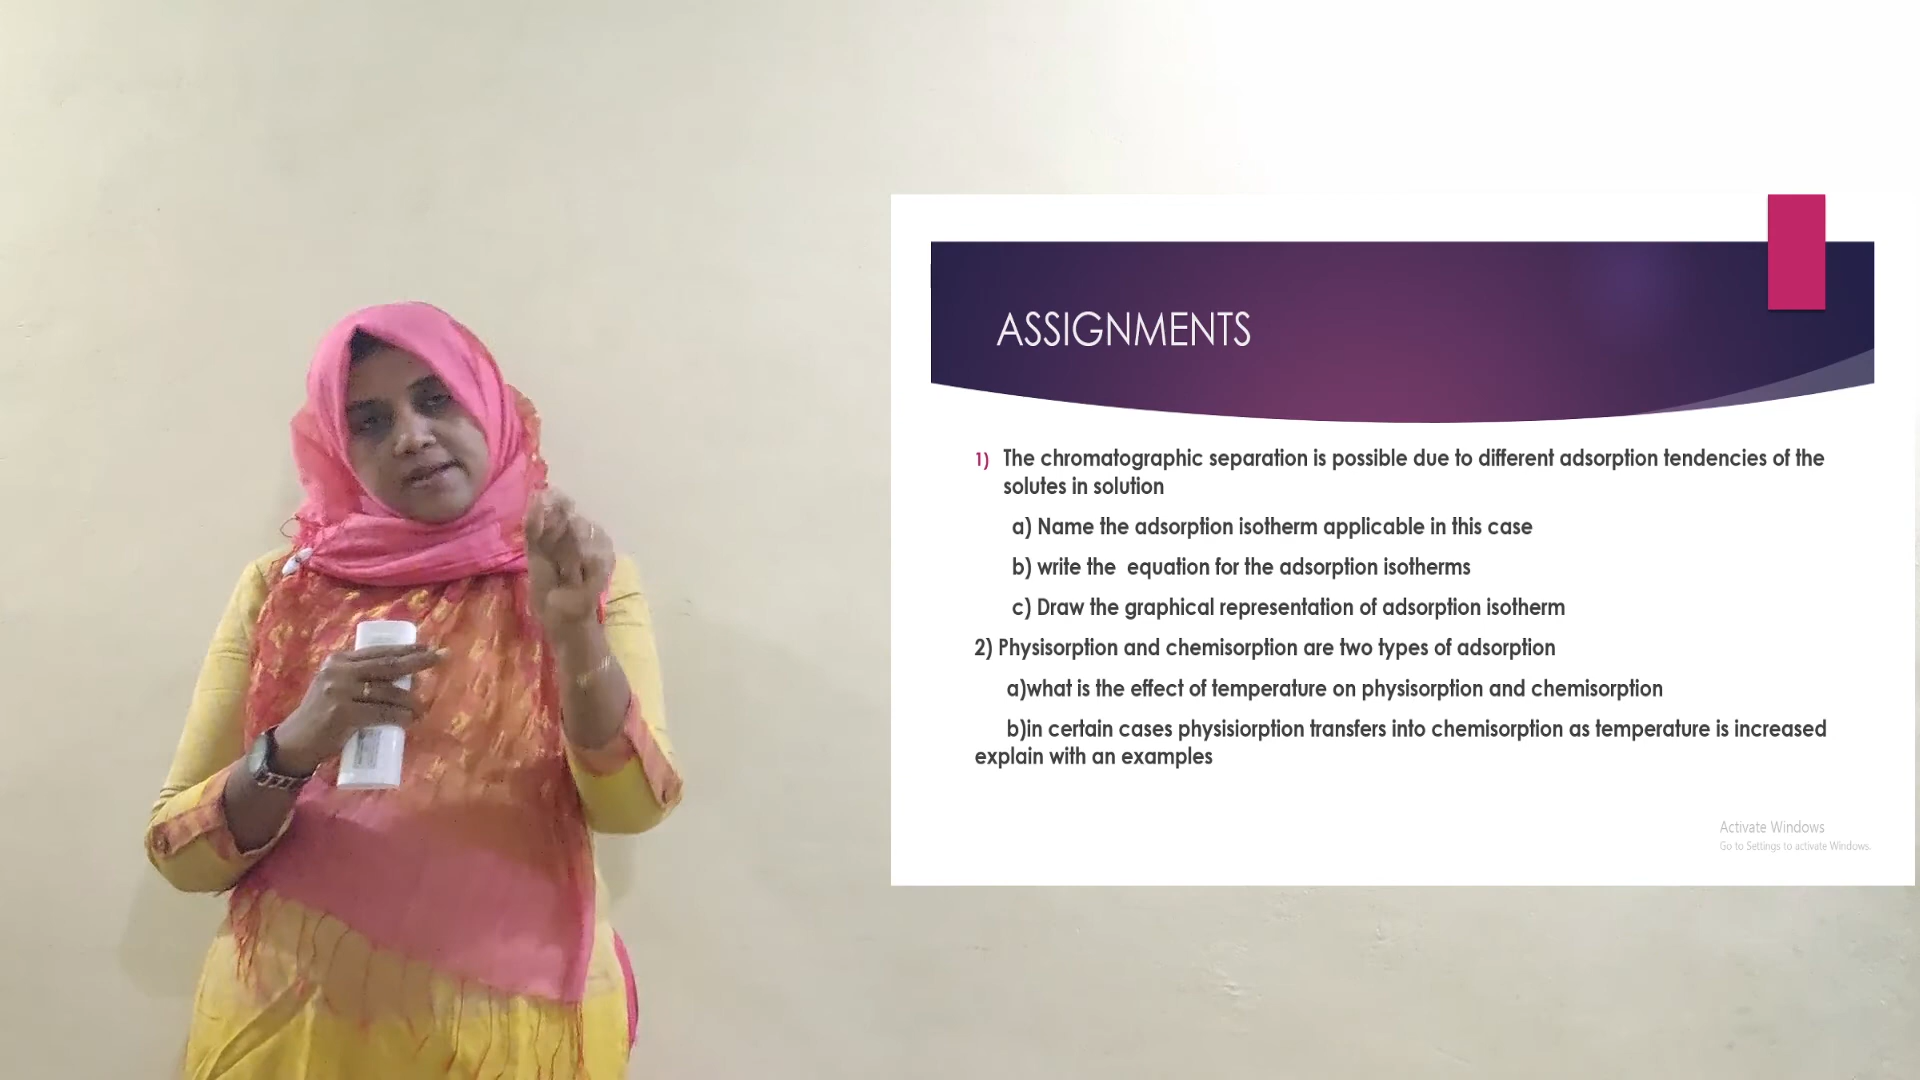 ASSIGNMENTS
1) The chromatographic separation is possible due to different adsorption tendencies of the
solutes in solution
a) Name the adsorption isotherm applicable in this case
b) write the equation for the adsorption isotherms
c) Draw the graphical representation of adsorption isotherm
2) Physisorption and chemisorption are two types of adsorption
a)what is the effect of temperature on physisorption and chemisorption
b)in certain cases physisiorption transfers into chemisorption as temperature is increased
explain with an examples
Activate Windows
Go to Settings to activate Windows.